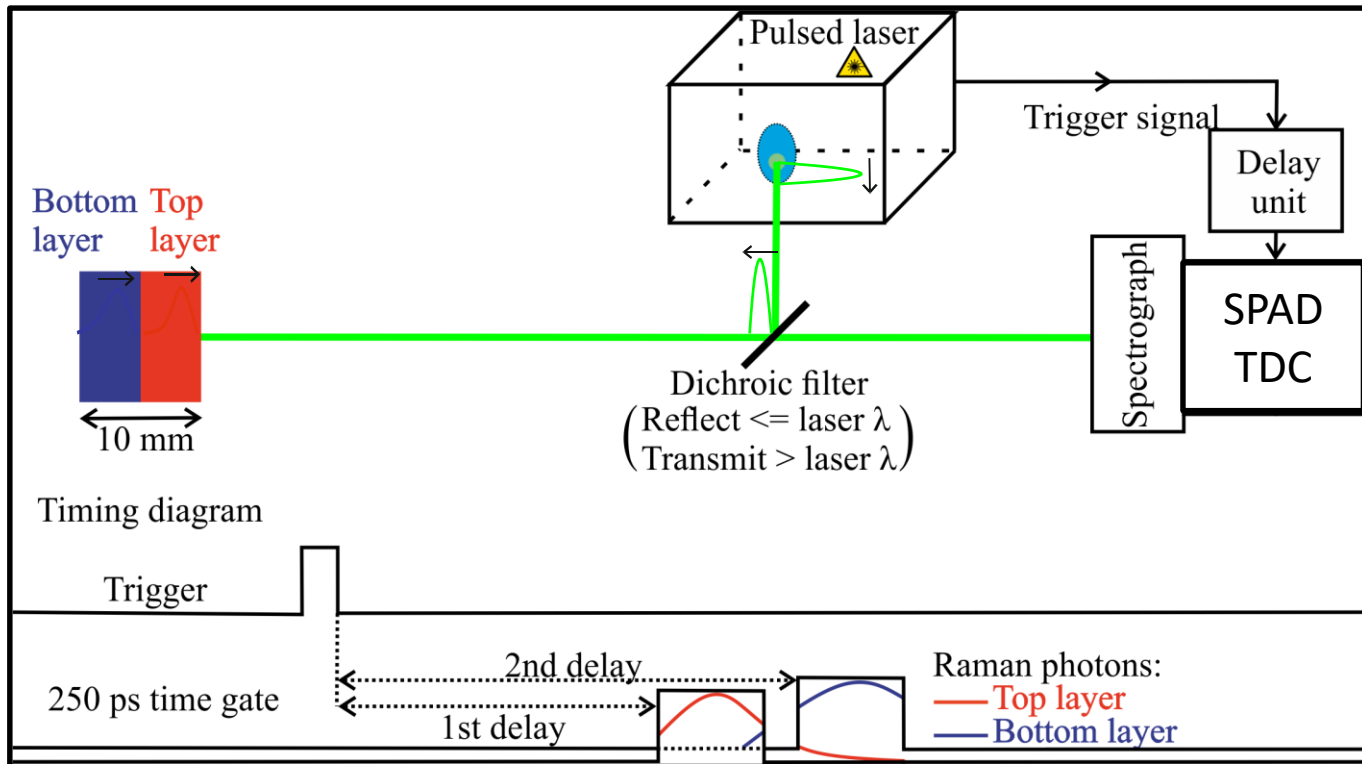 Pulsed laser
Trigger signal
Delay
unit
Bottom
layer
Top
layer
Spectrograph
SPAD
TDC
10 mm
Dichroic filter
(Reflect <= laser λ
Transmit > laser λ)
Timing diagram
Trigger
250 ps time gate
2nd delay
1st delay
Raman photons:
Top layer
Bottom layer